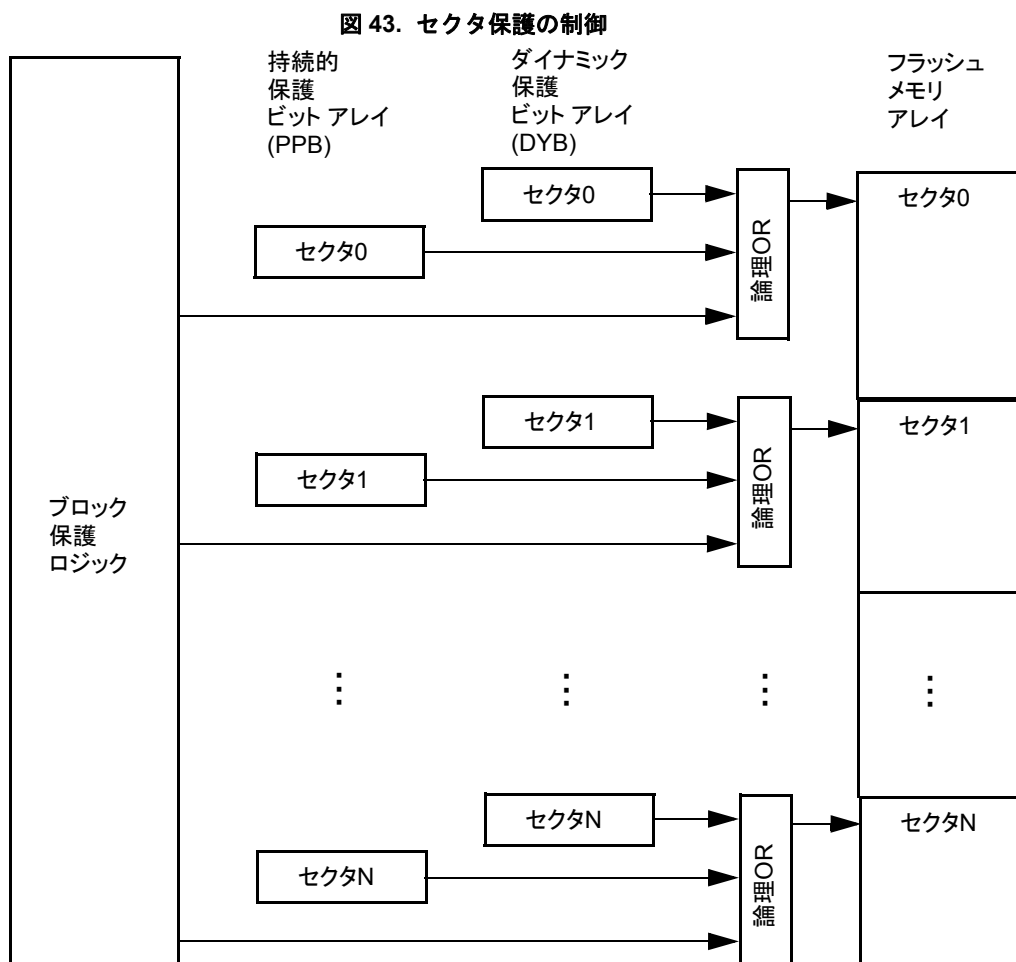 図 43. セクタ保護の制御
持続的
保護
ビット アレイ
(PPB)
ダイナミック
保護
ビット アレイ
(DYB)
フラッシュ
メモリ
アレイ
セクタ0
セクタ0
論理OR
セクタ0
セクタ1
セクタ1
論理OR
セクタ1
ブロック
保護
ロジック
⋮ ⋮ ⋮ ⋮
セクタN
セクタN
論理OR
セクタN